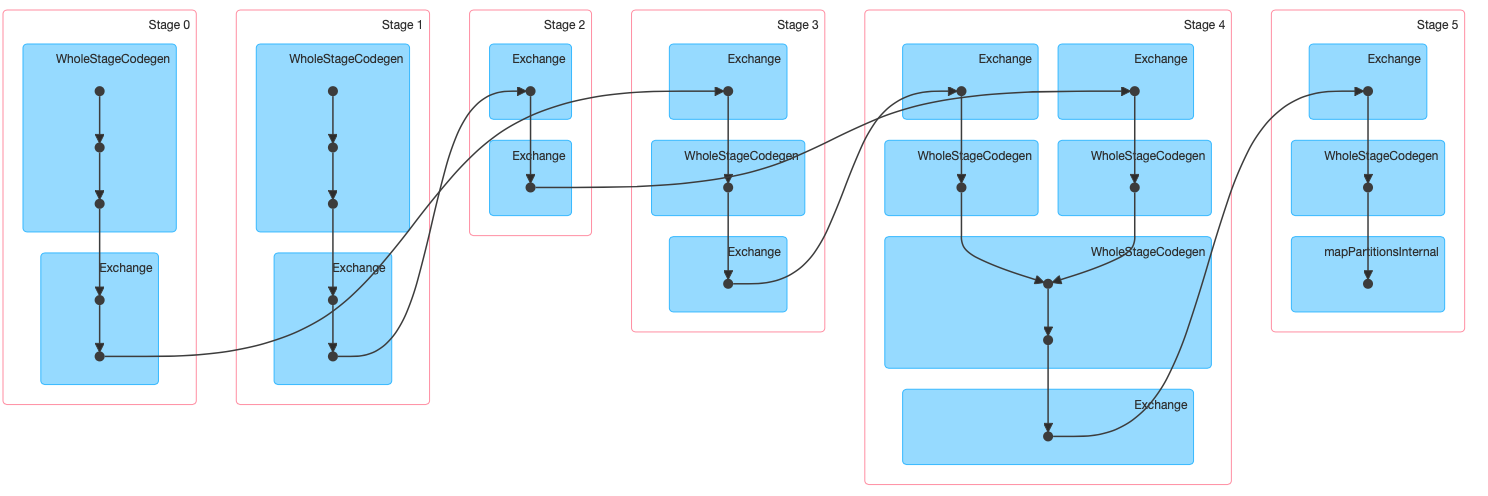 Stage 0
WholeStageCodegen
Exchange
Stage 1
WholeStageCodegen
Exchange
Stage 2
Exchange
Exchange
Stage 3
Exchange
WholeStageCodegen
Exchange
Stage 4
Exchange
Exchange
WholeStageCodegen
WholeStageCodegen
WholeStageCodegen
Exchange
Stage 5
Exchange
WholeStageCodegen
mapPartitionsInternal